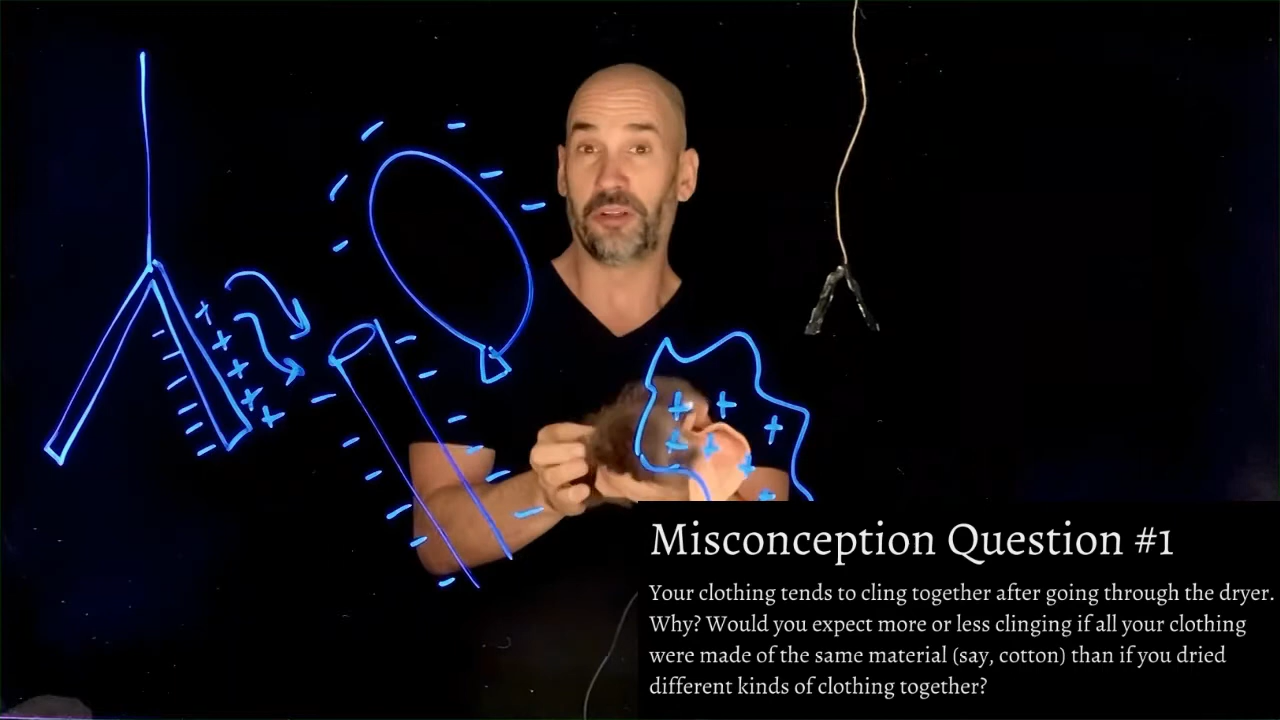 Misconception Question #1
Your clothing tends to cling together after going through the dryer.
Why? Would you expect more or less clinging if all your clothing
were made of the same material (say, cotton) than if you dried
different kinds of clothing together?